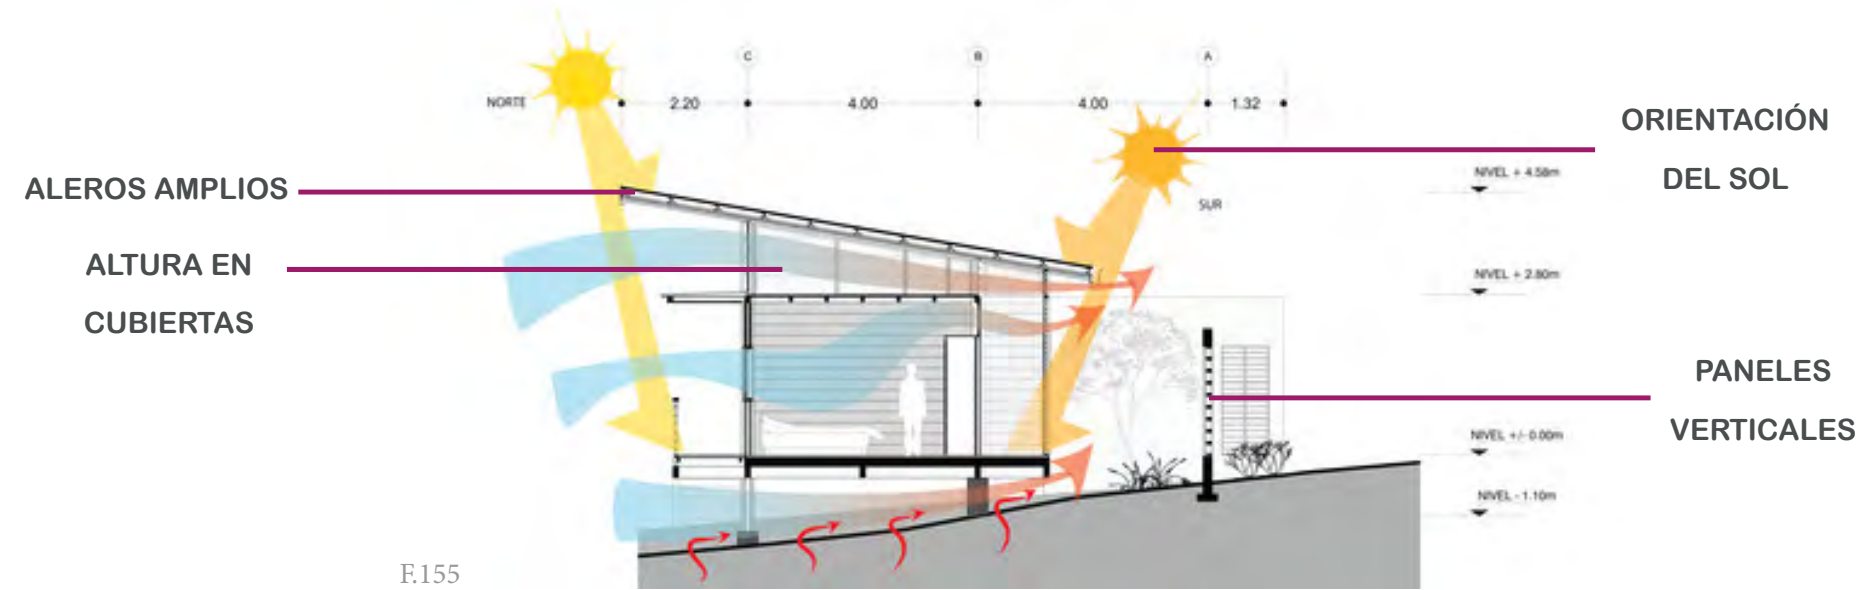 C
B
A
NORTE
2.20
4.00
4.00
1.32
ORIENTACIÓN
DEL SOL
NIVEL + 4.58m
ALEROS AMPLIOS
SUR
ALTURA EN
CUBIERTAS
NIVEL + 2.80m
PANELES
VERTICALES
NIVEL +/- 0.00m
NIVEL - 1.10m
F.155